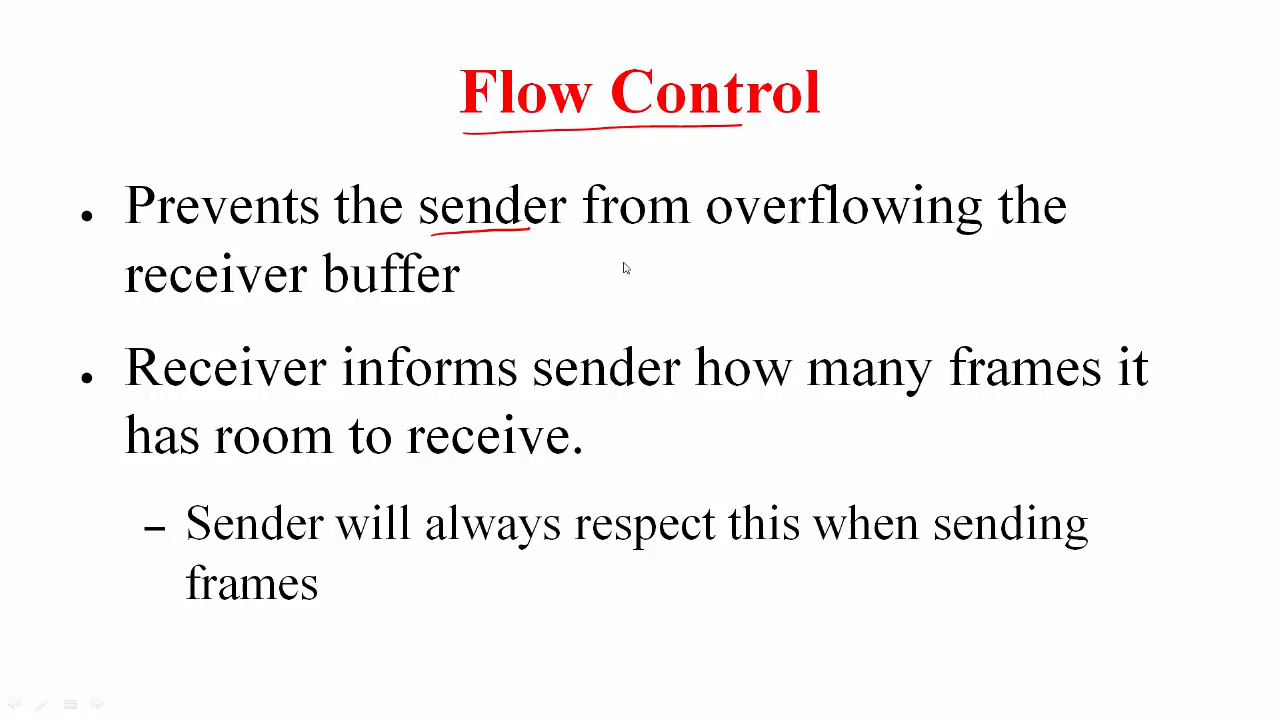 Flow Control
• Prevents the sender from overflowing the
receiver buffer
• Receiver informs sender how many frames it
has room to receive.
– Sender will always respect this when sending
frames